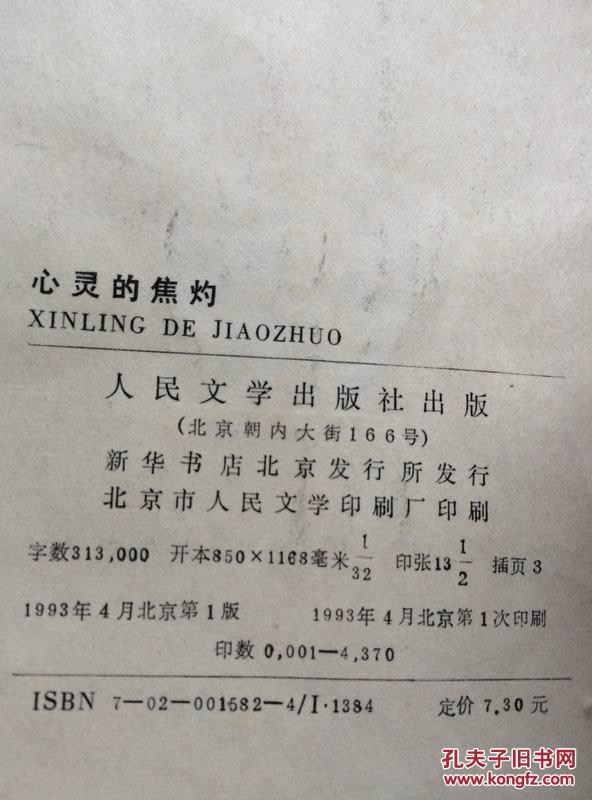 心灵的焦灼
XINLING DE JIAOZHUO
人民文学出版社出版
(北京朝内大街166号)
新华书店北京发行所发行
北京市人民文学印刷厂印刷
字数313,000 开本850×1168毫米 1/32 印张13 1/2 插页3
1993年4月北京第1版 1993年4月北京第1次印刷
印数 0,001—4,370
ISBN 7—02—001582—4/I·1384 定价 7.30 元
孔夫子旧书网
www.kongfz.com